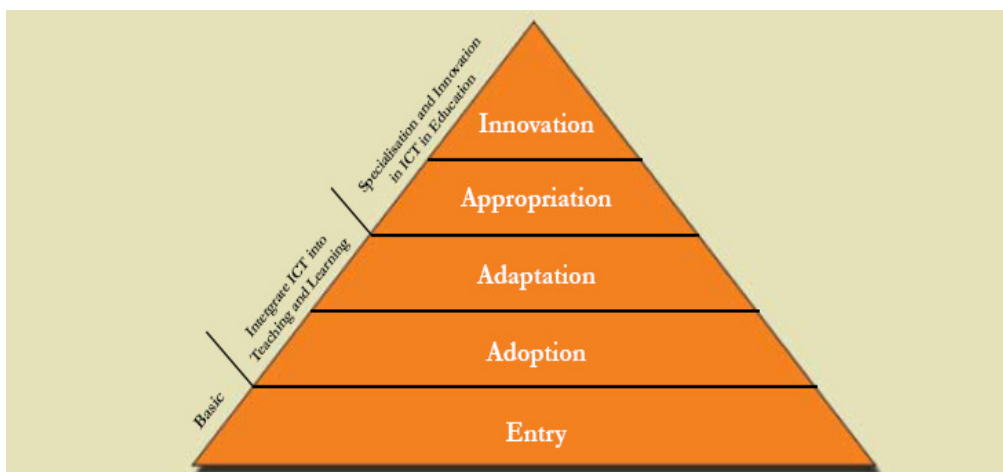 Specialisation and Innovation
in ICT in Education
Innovation
Appropriation
Intergrate ICT into
Teaching and Learning
Adaptation
Adoption
Basic
Entry